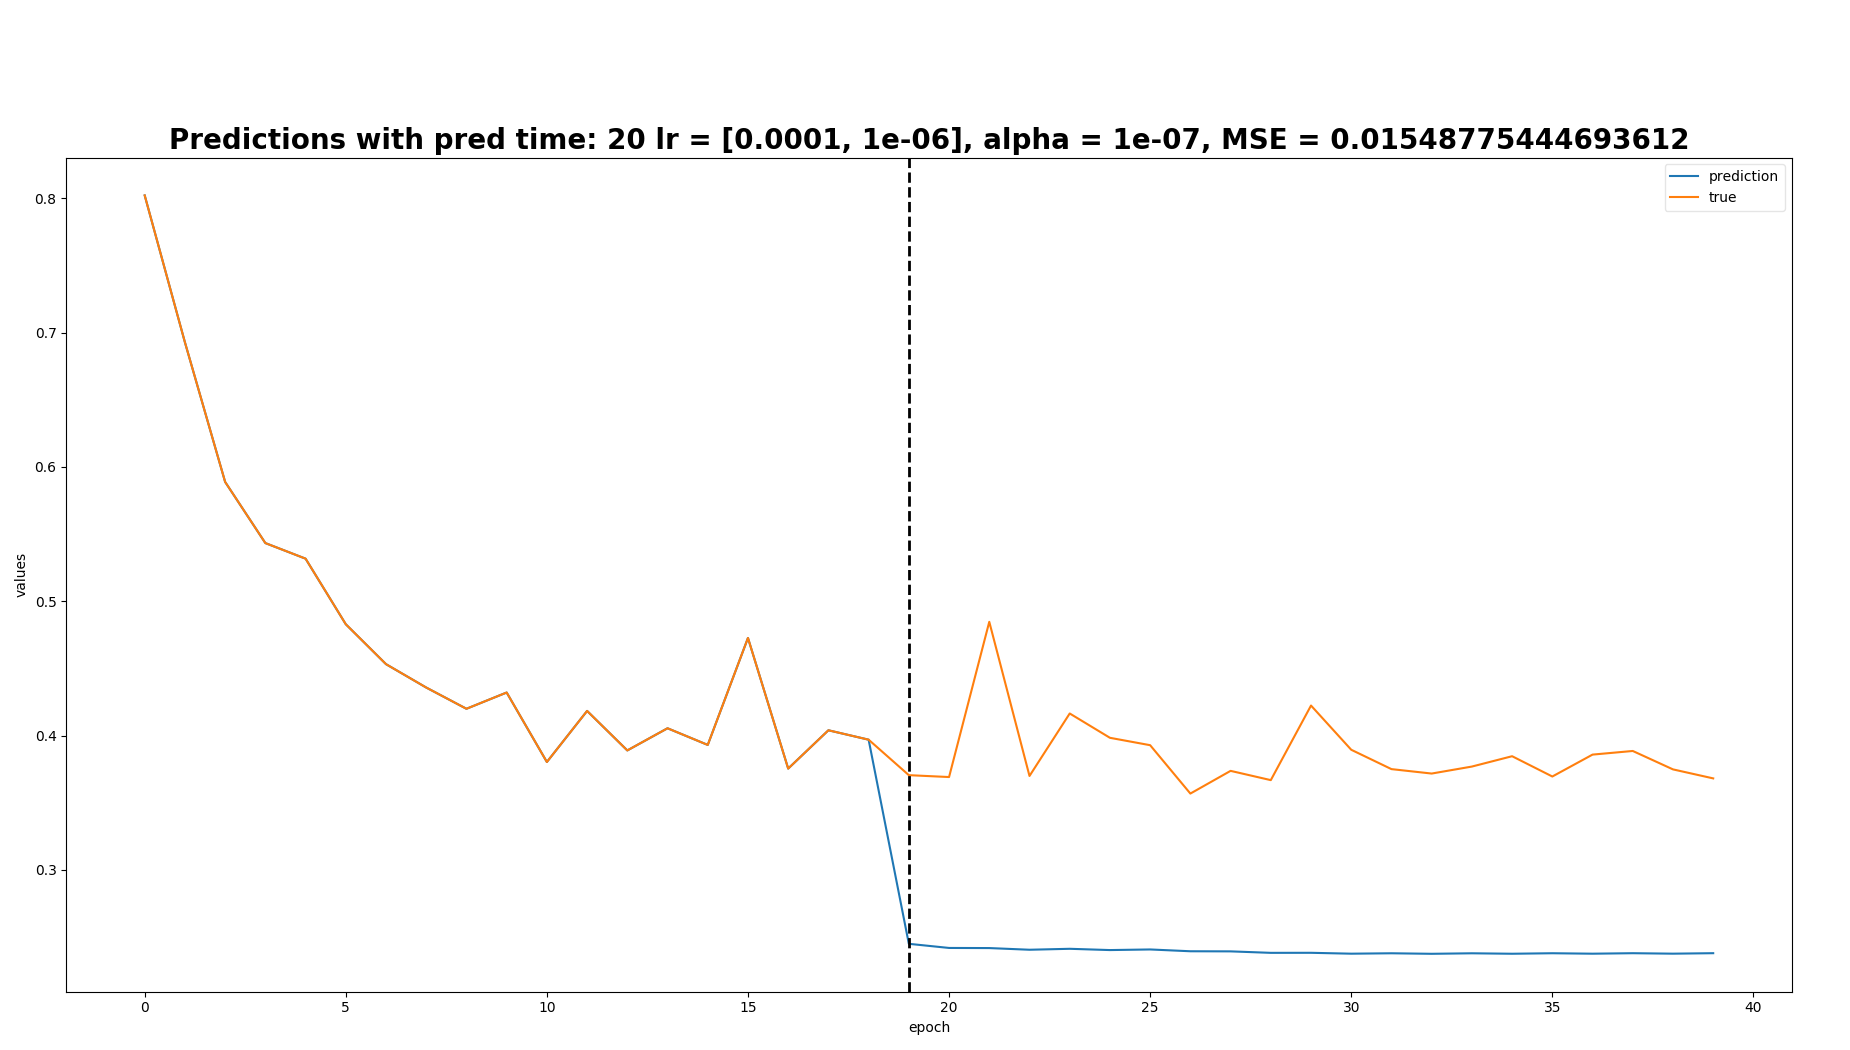 Predictions with pred time: 20 lr = [0.0001, 1e-06], alpha = 1e-07, MSE = 0.01548775444693612
prediction
true
0.8
0.7
0.6
0.5
0.4
0.3
values
0 5 10 15 20 25 30 35 40
epoch